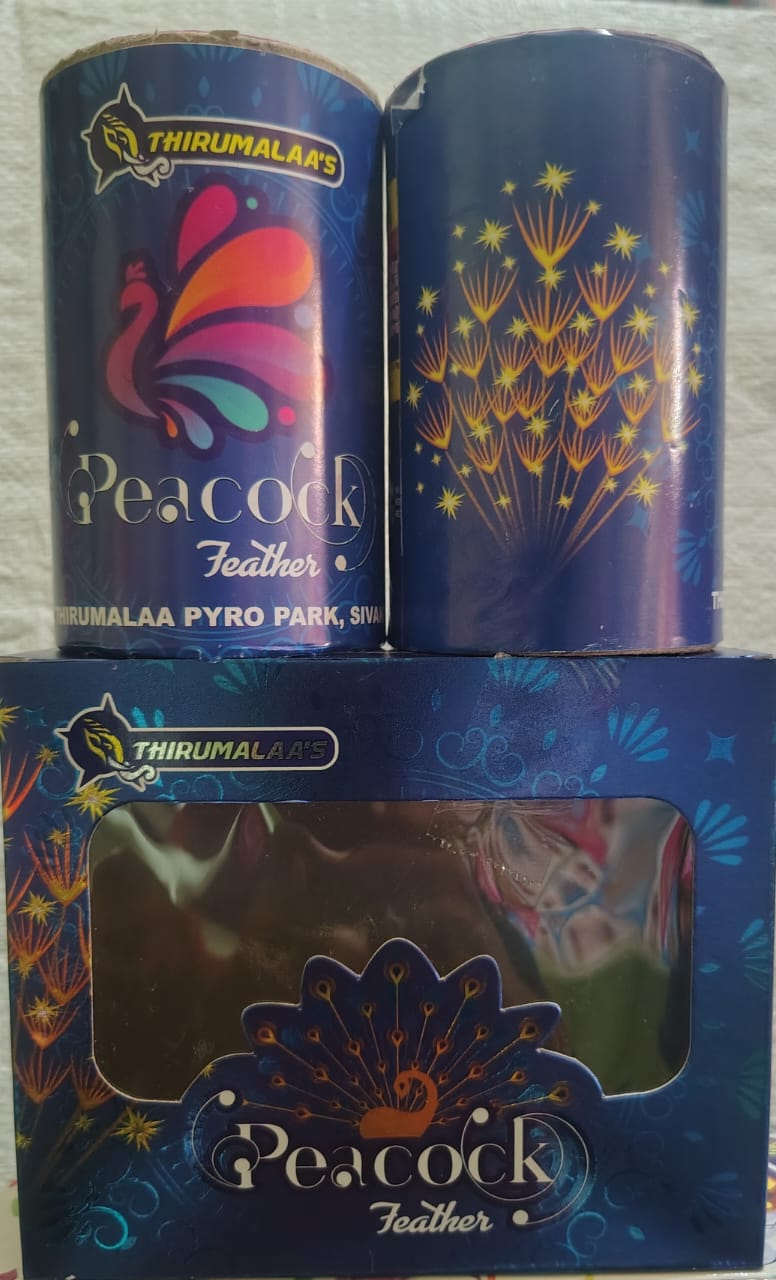 THIRUMALAA'S
Peacock
Feather
THIRUMALAA PYRO PARK, SIVA
THIRUMALAA'S
Peacock
Feather